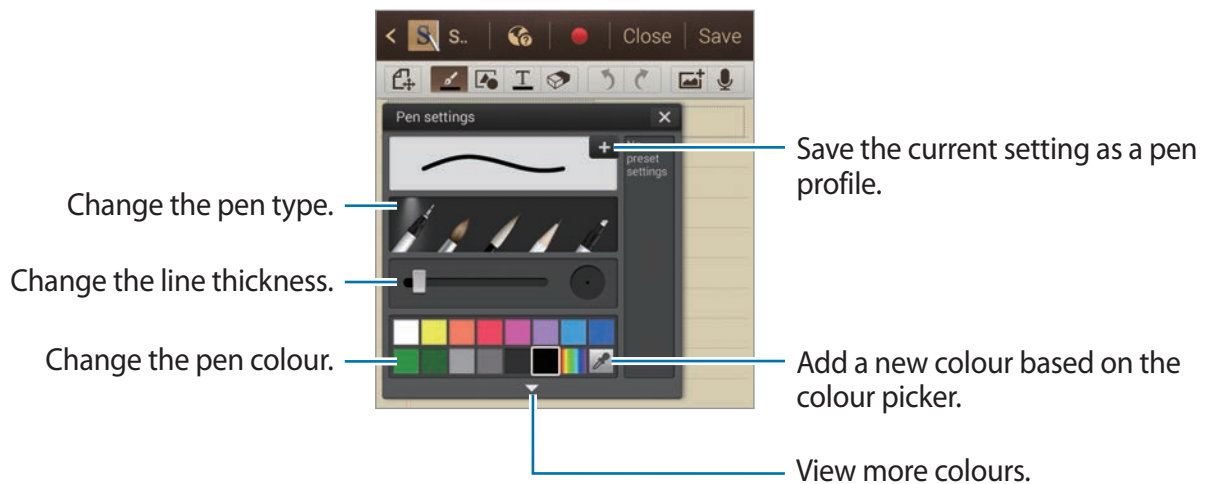 S..
Close
Save
Pen settings
preset
settings
Save the current setting as a pen
profile.
Change the pen type.
Change the line thickness.
Change the pen colour.
Add a new colour based on the
colour picker.
View more colours.